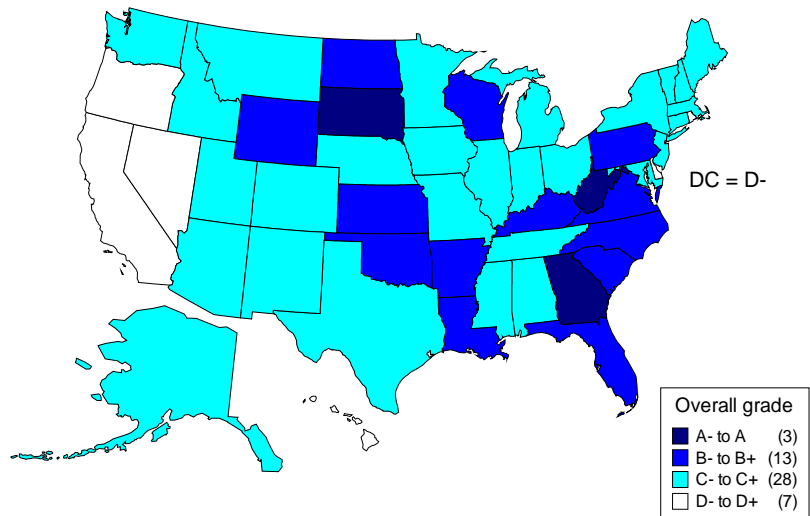 DC = D-
Overall grade
A- to A (3)
B- to B+ (13)
C- to C+ (28)
D- to D+ (7)